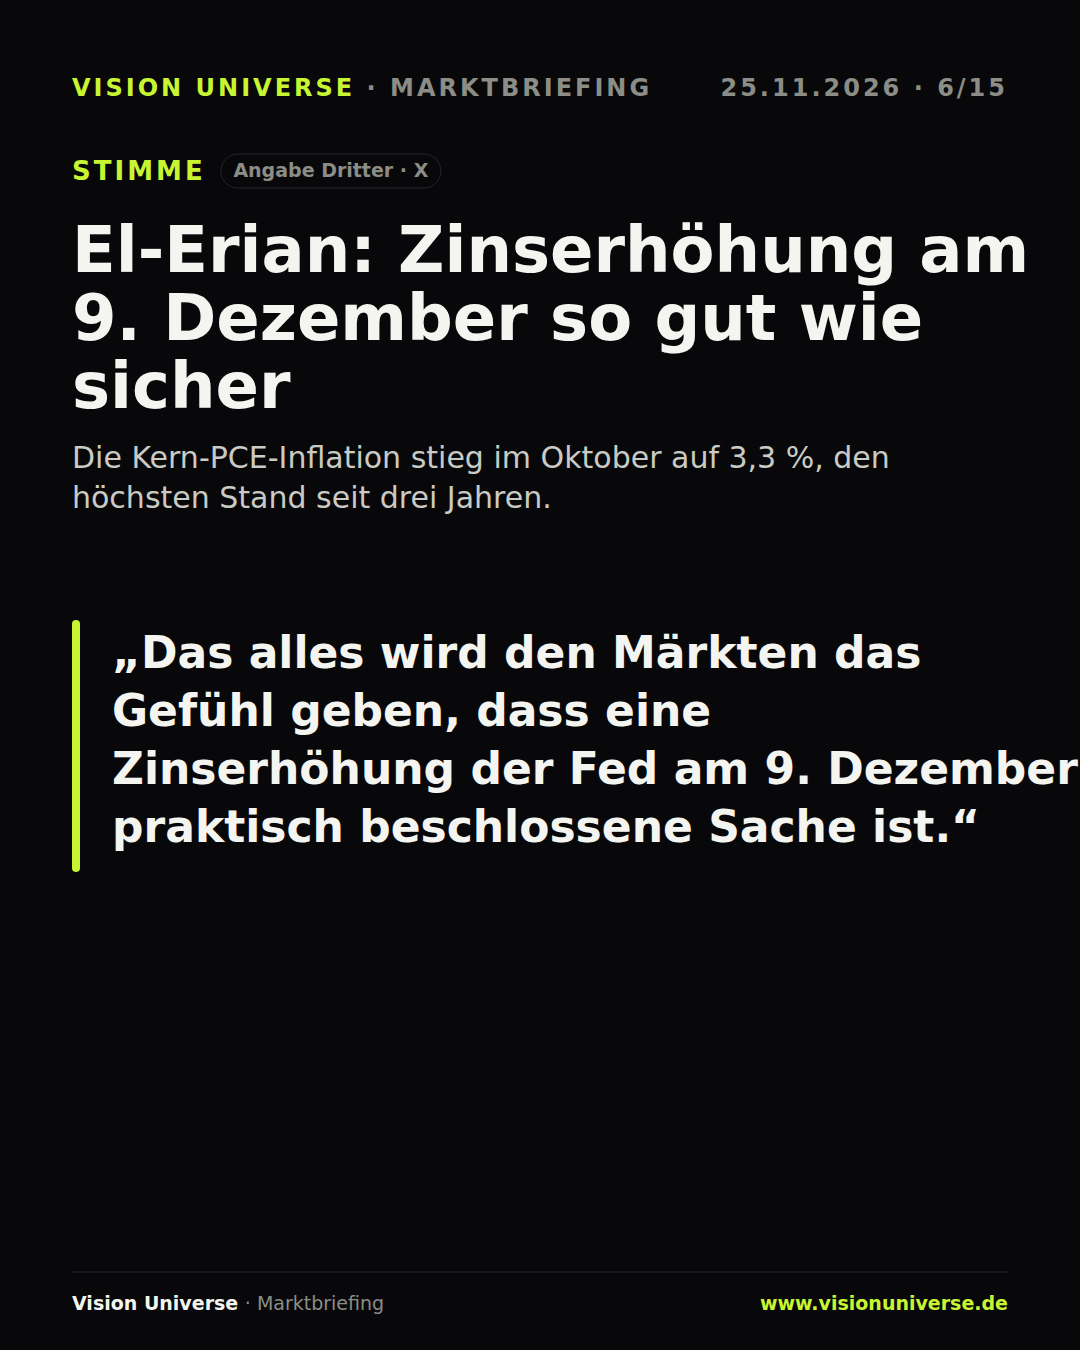 VISION UNIVERSE · MARKTBRIEFING 25.11.2026 · 6/15
STIMME Angabe Dritter · X
El-Erian: Zinserhöhung am
9. Dezember so gut wie
sicher
Die Kern-PCE-Inflation stieg im Oktober auf 3,3 %, den
höchsten Stand seit drei Jahren.
„Das alles wird den Märkten das
Gefühl geben, dass eine
Zinserhöhung der Fed am 9. Dezember
praktisch beschlossene Sache ist.“
Vision Universe · Marktbriefing www.visionuniverse.de